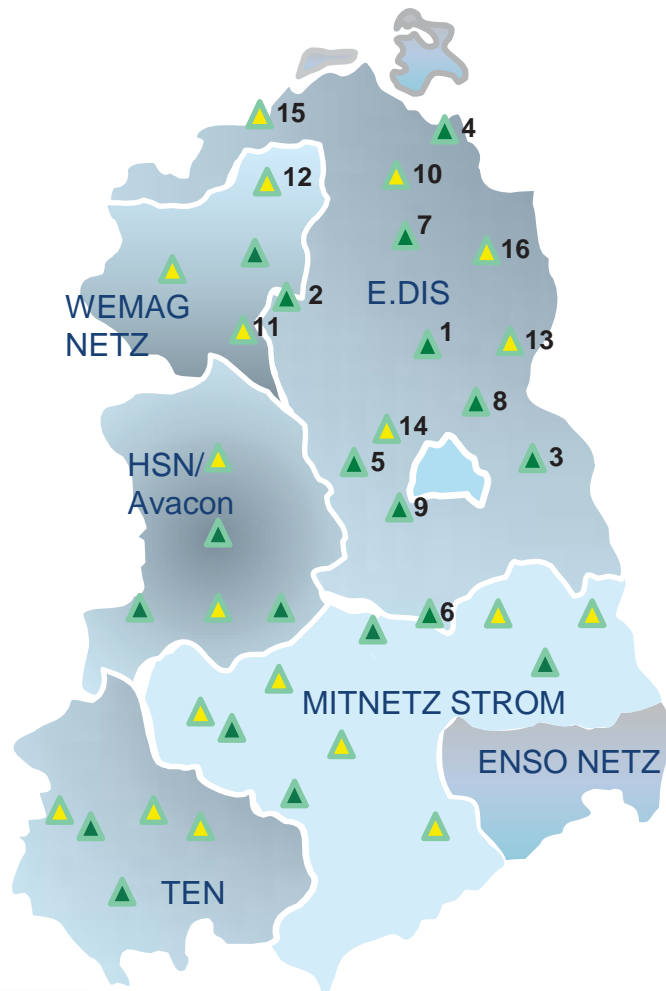 15
4
12
10
7
16
2
E.DIS
WEMAG
NETZ
11
1
13
8
14
HSN/
Avacon
5
3
9
6
MITNETZ STROM
ENSO NETZ
TEN